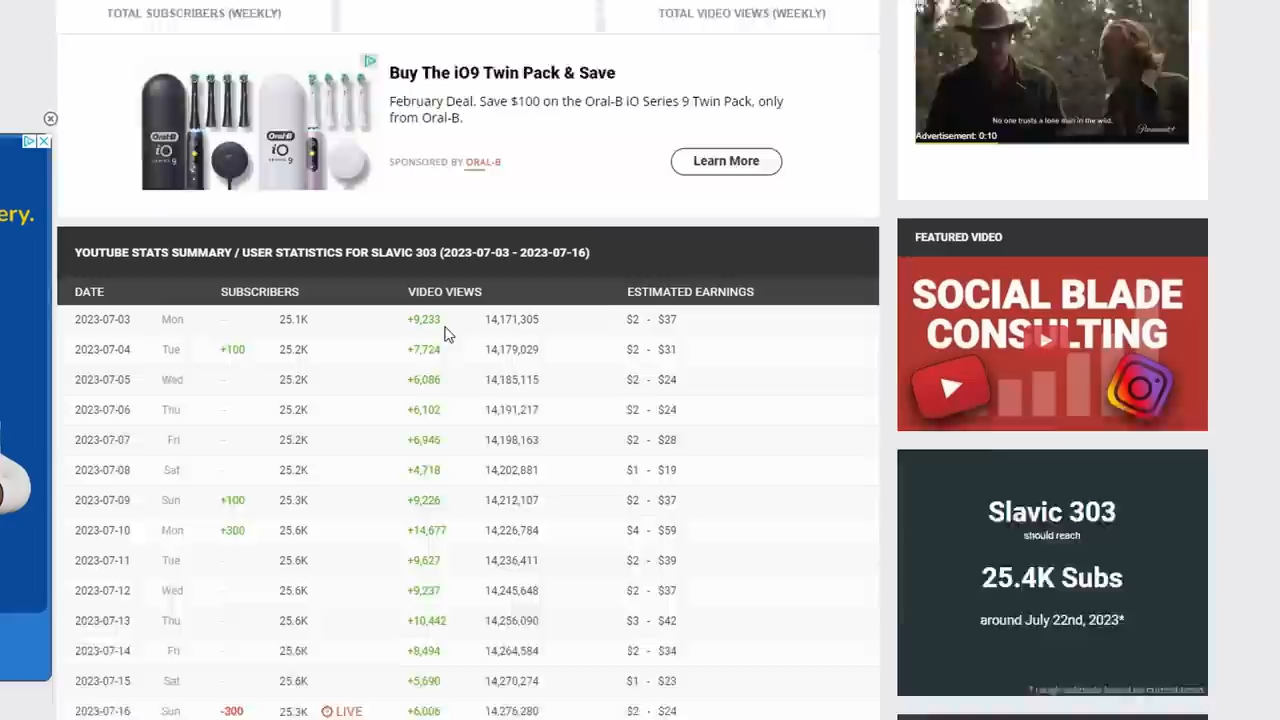 TOTAL SUBSCRIBERS (WEEKLY) TOTAL VIDEO VIEWS (WEEKLY)
Buy The iO9 Twin Pack & Save
February Deal. Save $100 on the Oral-B iO Series 9 Twin Pack, only
from Oral-B.
SPONSORED BY ORAL-B
Learn More
Oral-B
iO
SERIES 9
Oral-B
iO
SERIES 9
ery.
YOUTUBE STATS SUMMARY / USER STATISTICS FOR SLAVIC 303 (2023-07-03 - 2023-07-16)
DATE SUBSCRIBERS VIDEO VIEWS ESTIMATED EARNINGS
2023-07-03 Mon -- 25.1K +9,233 14,171,305 $2 - $37
2023-07-04 Tue +100 25.2K +7,724 14,179,029 $2 - $31
2023-07-05 Wed -- 25.2K +6,086 14,185,115 $2 - $24
2023-07-06 Thu -- 25.2K +6,102 14,191,217 $2 - $24
2023-07-07 Fri -- 25.2K +6,946 14,198,163 $2 - $28
2023-07-08 Sat -- 25.2K +4,718 14,202,881 $1 - $19
2023-07-09 Sun +100 25.3K +9,226 14,212,107 $2 - $37
2023-07-10 Mon +300 25.6K +14,677 14,226,784 $4 - $59
2023-07-11 Tue -- 25.6K +9,627 14,236,411 $2 - $39
2023-07-12 Wed -- 25.6K +9,237 14,245,648 $2 - $37
2023-07-13 Thu -- 25.6K +10,442 14,256,090 $3 - $42
2023-07-14 Fri -- 25.6K +8,494 14,264,584 $2 - $34
2023-07-15 Sat -- 25.6K +5,690 14,270,274 $1 - $23
Sun -300 25.3K LIVE $24
No one trusts a lone man in the wild.
Paramount+
Advertisement: 0:10
FEATURED VIDEO
SOCIAL BLADE
CONSULTING
Slavic 303
should reach
25.4K Subs
around July 22nd, 2023*